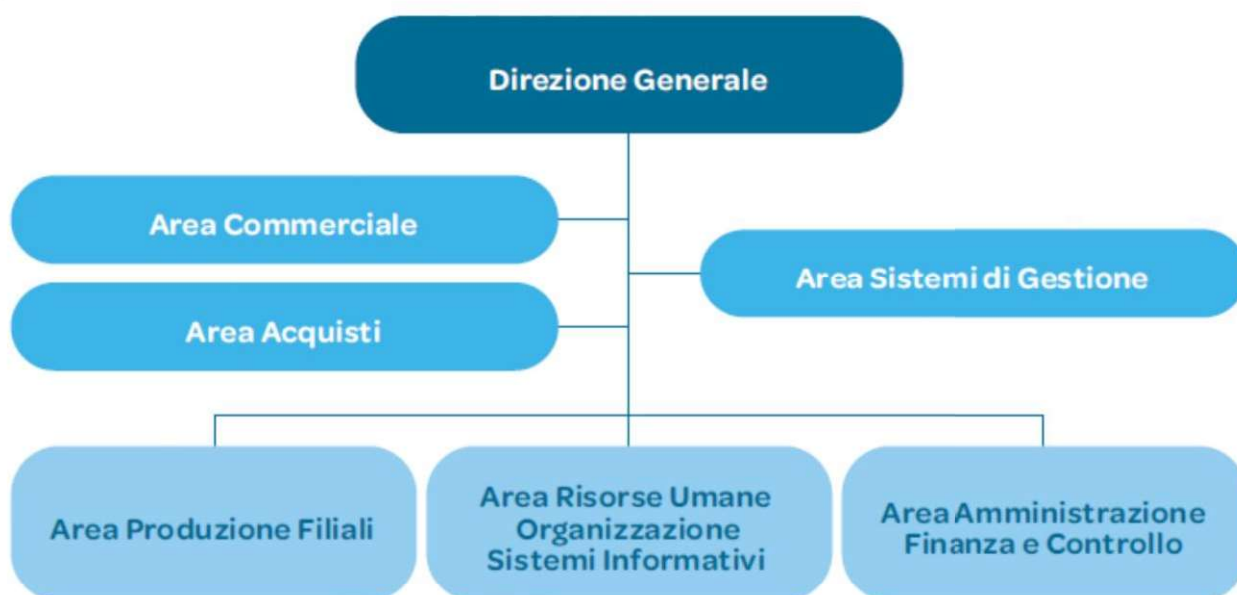 Direzione Generale
Area Commerciale
Area Sistemi di Gestione
Area Acquisti
Area Produzione Filiali
Area Risorse Umane
Organizzazione
Sistemi Informativi
Area Amministrazione
Finanza e Controllo